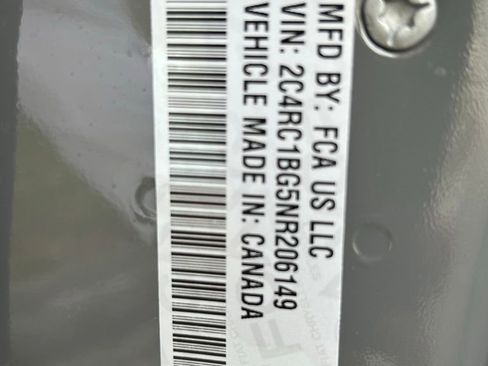 MFD BY: FCA US LLC
VIN: 2C4RC1BG5NR206149
VEHICLE MADE IN: CANADA